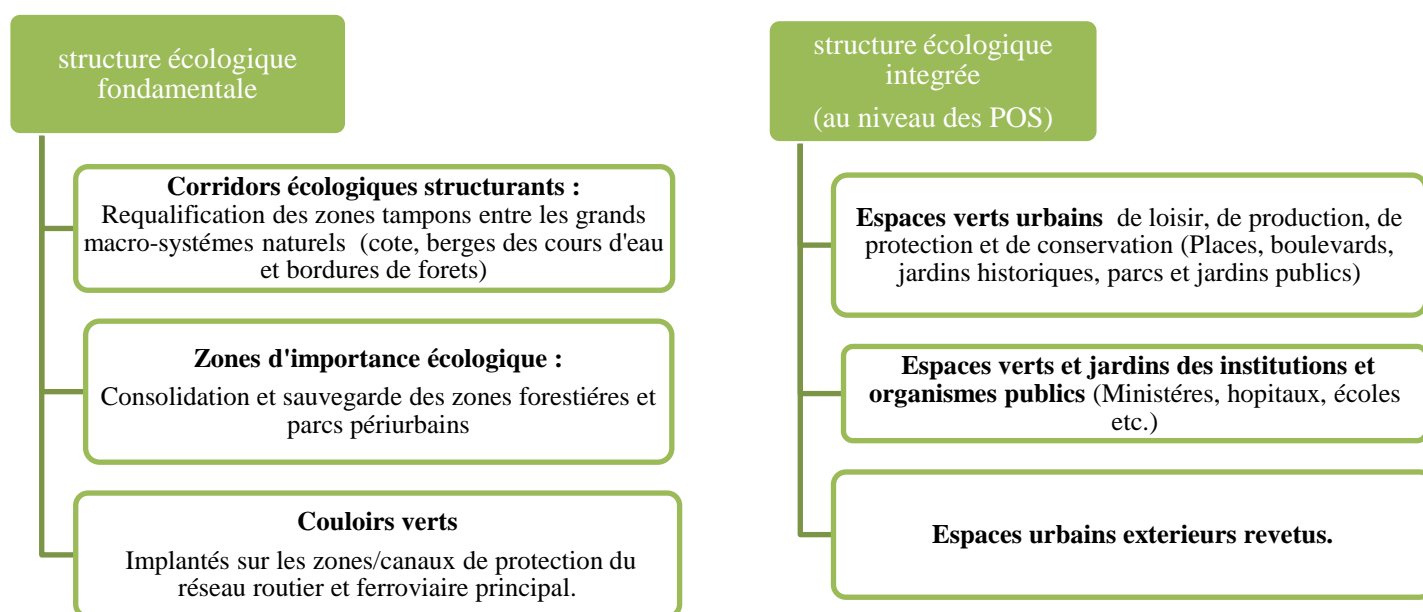 structure écologique
fondamentale
Corridors écologiques structurants :
Requalification des zones tampons entre les grands
macro-systémes naturels (cote, berges des cours d'eau
et bordures de forets)
Zones d'importance écologique :
Consolidation et sauvegarde des zones forestiéres et
parcs périurbains
Couloirs verts
Implantés sur les zones/canaux de protection du
réseau routier et ferroviaire principal.
structure écologique
integrée
(au niveau des POS)
Espaces verts urbains de loisir, de production, de
protection et de conservation (Places, boulevards,
jardins historiques, parcs et jardins publics)
Espaces verts et jardins des institutions et
organismes publics (Ministéres, hopitaux, écoles
etc.)
Espaces urbains exterieurs revetus.